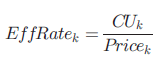 EffRate_k = CU_k / Price_k